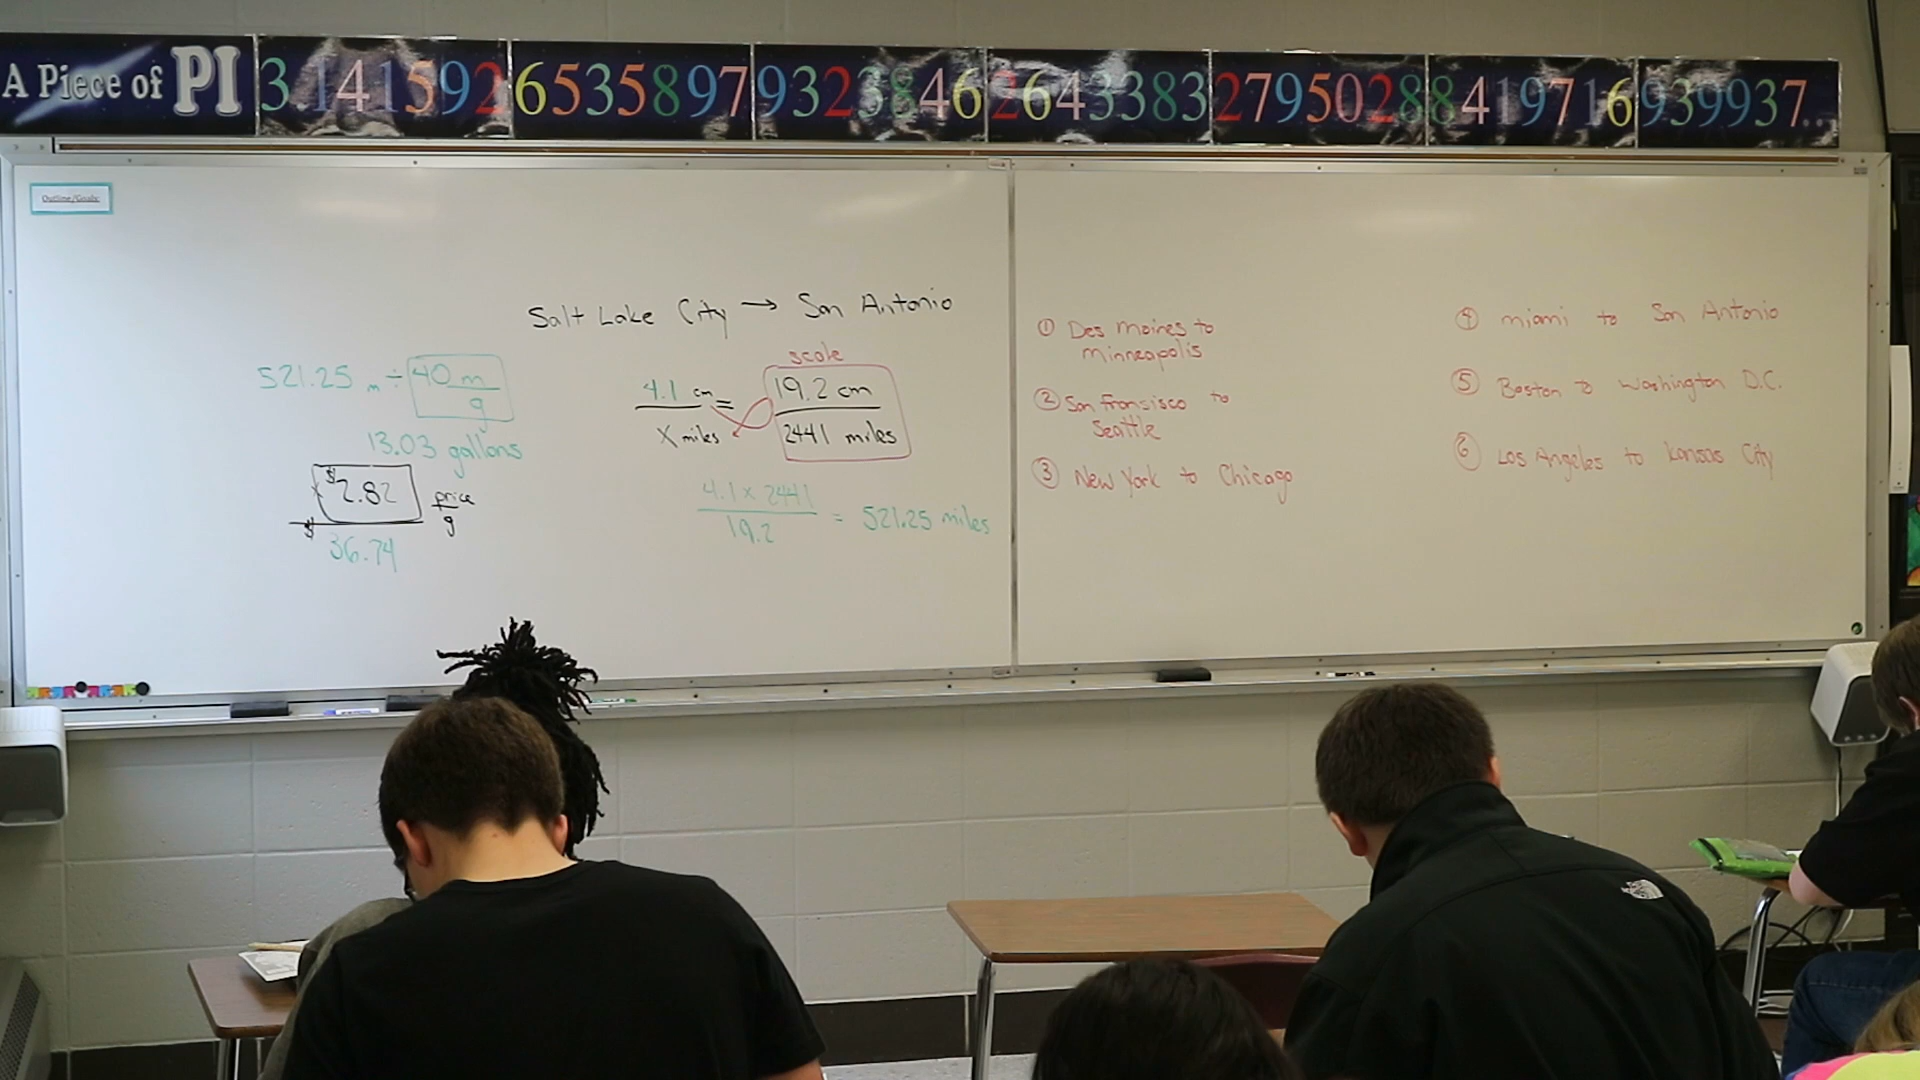 A Piece of PI 3.14159265358979323846264338327950288419716939937...
Outline/Goals:
Salt Lake City → San Antonio
521.25 m ÷ 40 m
g
13.03 gallons
x $2.82 price
g
$36.74
scale
4.1 cm = 19.2 cm
X miles 2441 miles
4.1 x 2441
19.2
= 521.25 miles
① Des Moines to
Minneapolis
② San Fransisco to
Seattle
③ New York to Chicago
④ Miami to San Antonio
⑤ Boston to Washington D.C.
⑥ Los Angeles to Kansas City